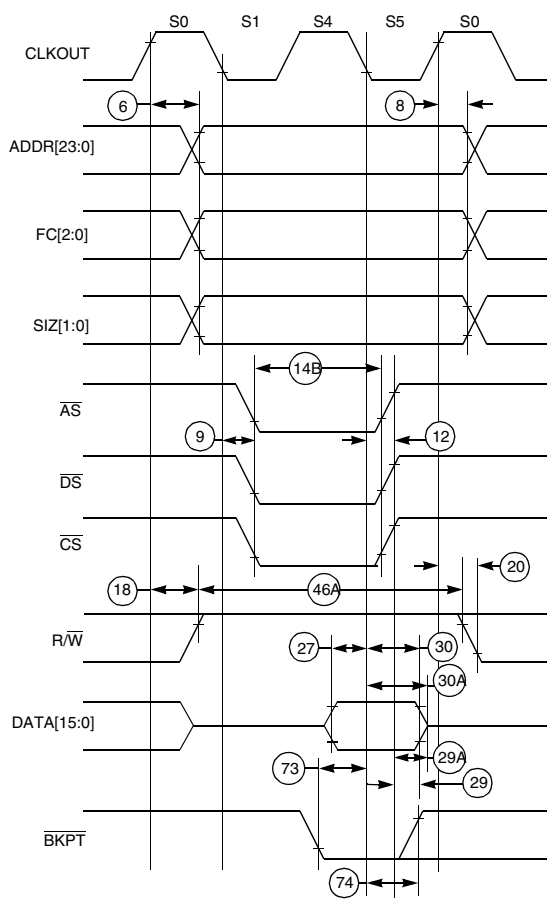 S0 S1 S4 S5 S0
CLKOUT
6 8
ADDR[23:0]
FC[2:0]
SIZ[1:0]
14B
AS
9 12
DS
CS
20
18 46A
R/W
27 30
30A
DATA[15:0]
29A
73
29
BKPT
74